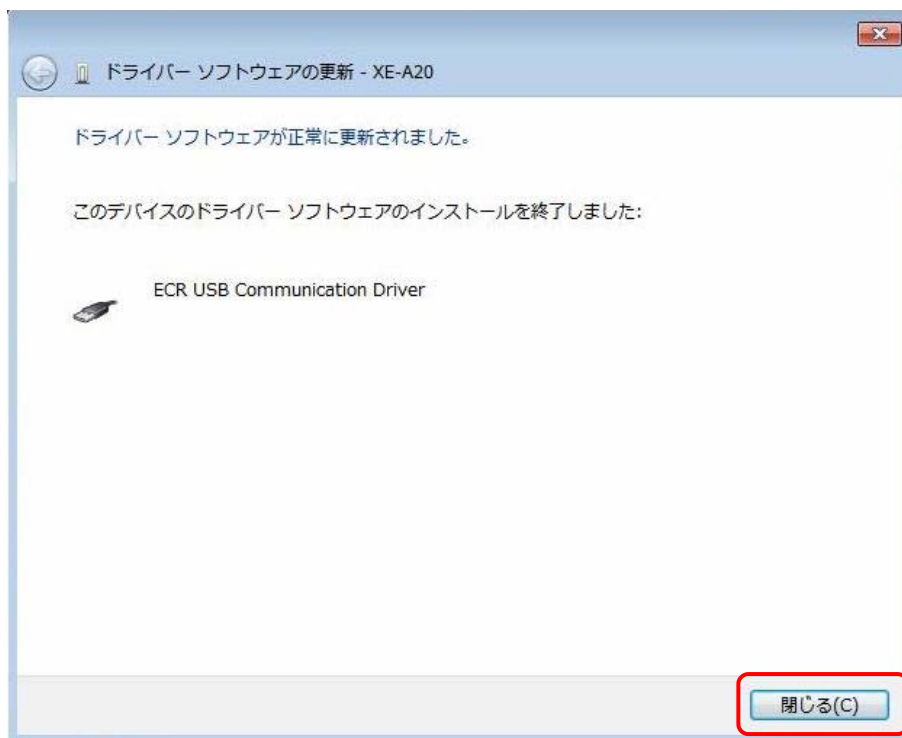 ドライバー ソフトウェアの更新 - XE-A20
ドライバー ソフトウェアが正常に更新されました。
このデバイスのドライバー ソフトウェアのインストールを終了しました:
ECR USB Communication Driver
閉じる(C)